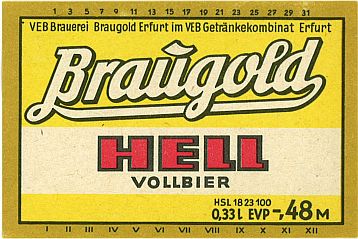 1 3 5 7 9 11 13 15 17 19 21 23 25 27 29 31
VEB Brauerei Braugold Erfurt im VEB Getränkekombinat Erfurt
Braŭgold
HELL
VOLLBIER
HSL 18 23 100
0,33 l EVP -,48 M
I II III IV V VI VII VIII IX X XI XII